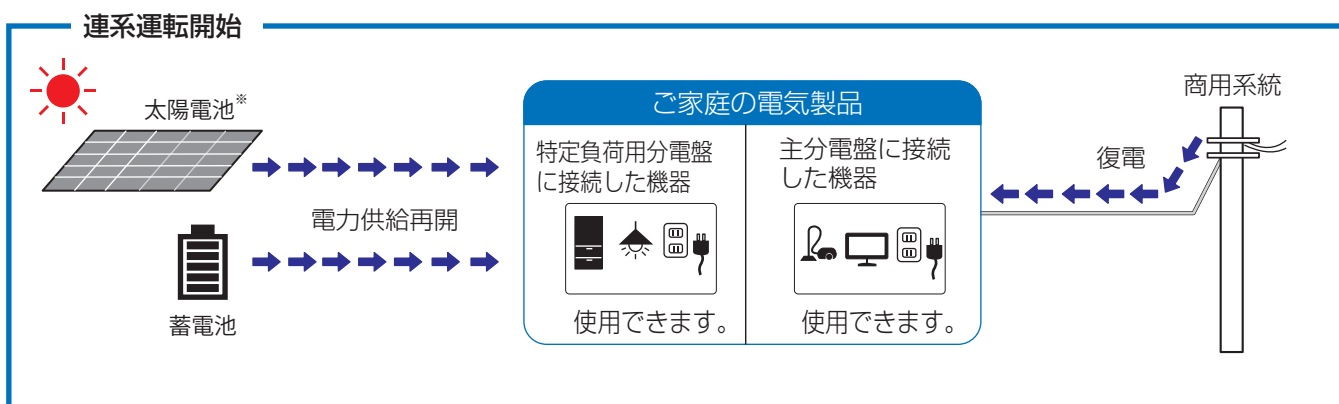 連系運転開始
太陽電池※
電力供給再開
蓄電池
ご家庭の電気製品
特定負荷用分電盤
に接続した機器
使用できます。
主分電盤に接続
した機器
使用できます。
復電
商用系統